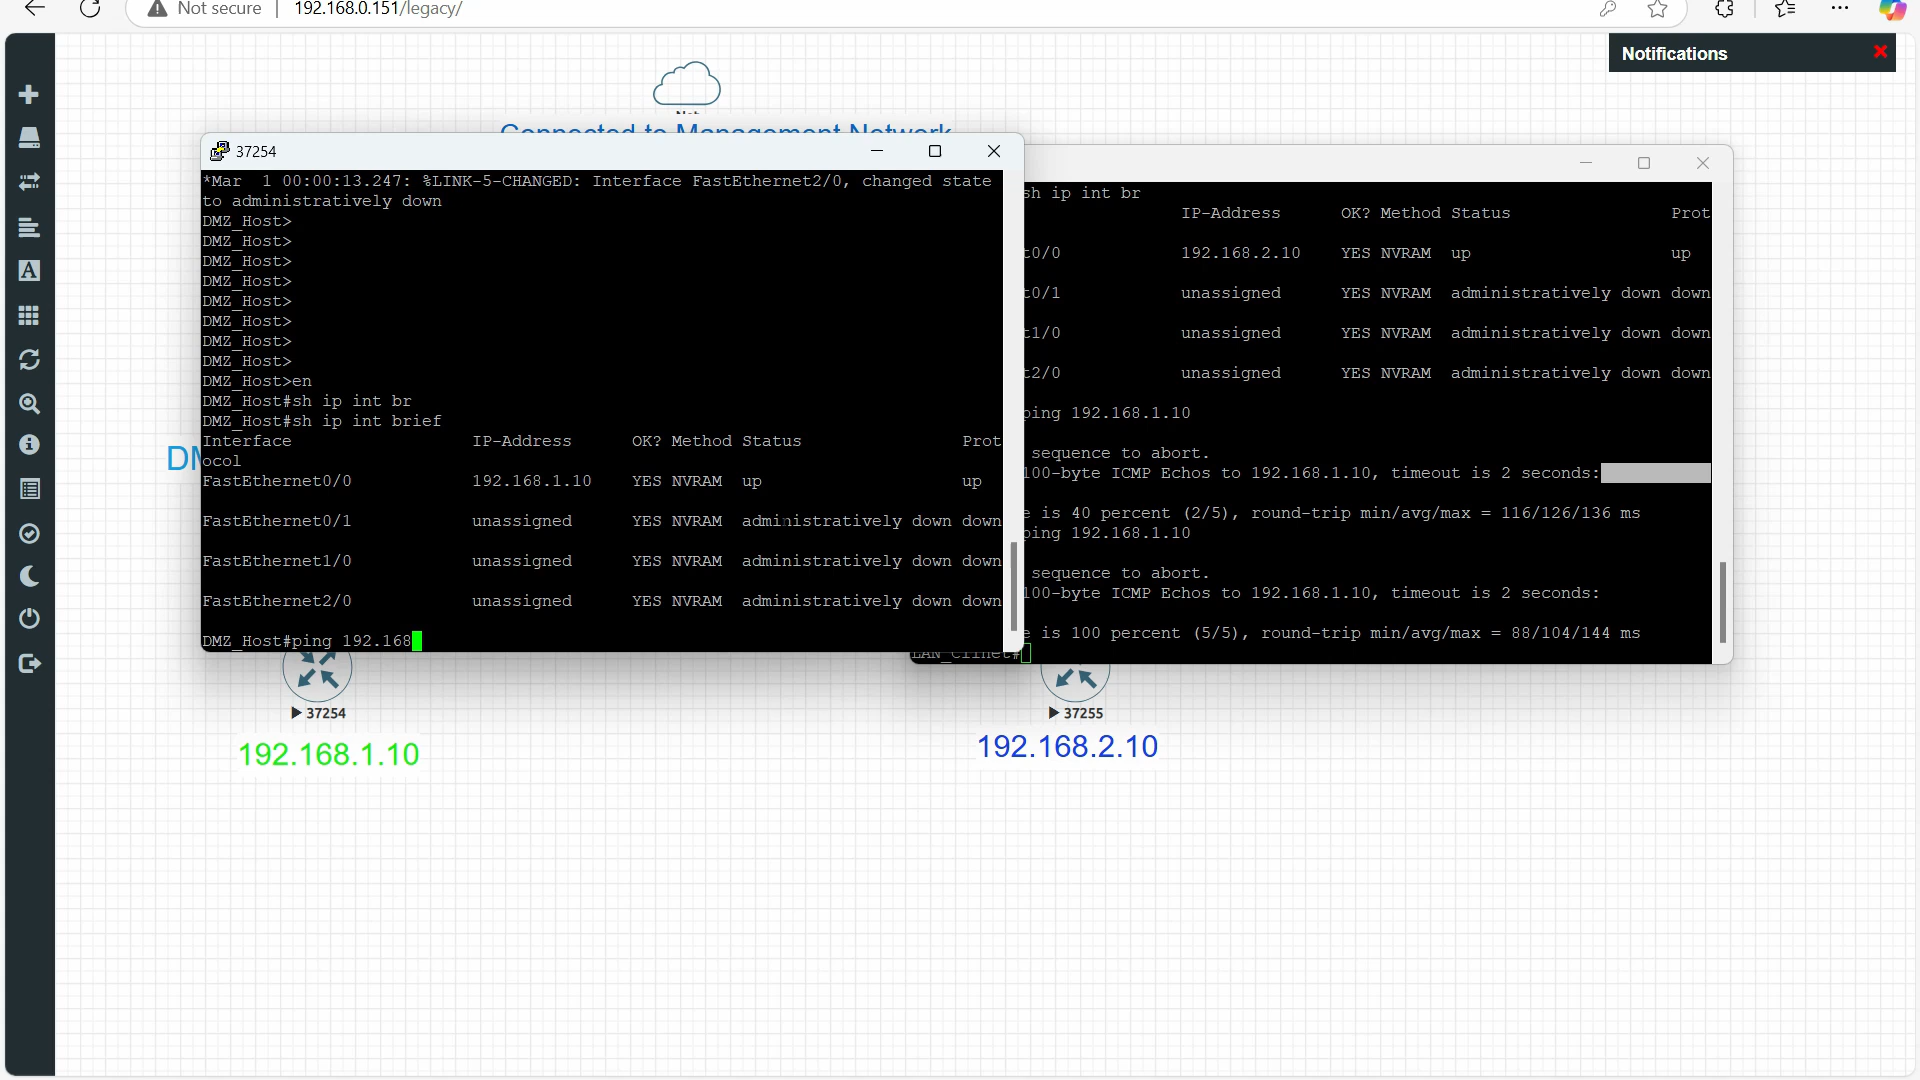 Not secure
192.168.0.151/legacy/
Notifications
Connected to Management Network
37254
*Mar  1 00:00:13.247: %LINK-5-CHANGED: Interface FastEthernet2/0, changed state
to administratively down
DMZ_Host>
DMZ_Host>
DMZ_Host>
DMZ_Host>
DMZ_Host>
DMZ_Host>
DMZ_Host>
DMZ_Host>
DMZ_Host>en
DMZ_Host#sh ip int br
DMZ_Host#sh ip int brief
Interface IP-Address OK? Method Status Prot
ocol
FastEthernet0/0 192.168.1.10 YES NVRAM up up
FastEthernet0/1 unassigned YES NVRAM administratively down down
FastEthernet1/0 unassigned YES NVRAM administratively down down
FastEthernet2/0 unassigned YES NVRAM administratively down down
DMZ_Host#ping 192.168
sh ip int br
IP-Address OK? Method Status Prot
t0/0 192.168.2.10 YES NVRAM up up
t0/1 unassigned YES NVRAM administratively down down
t1/0 unassigned YES NVRAM administratively down down
t2/0 unassigned YES NVRAM administratively down down
ping 192.168.1.10
sequence to abort.
100-byte ICMP Echos to 192.168.1.10, timeout is 2 seconds:
e is 40 percent (2/5), round-trip min/avg/max = 116/126/136 ms
ping 192.168.1.10
sequence to abort.
100-byte ICMP Echos to 192.168.1.10, timeout is 2 seconds:
e is 100 percent (5/5), round-trip min/avg/max = 88/104/144 ms
LAN_Clinet#
37254
192.168.1.10
37255
192.168.2.10